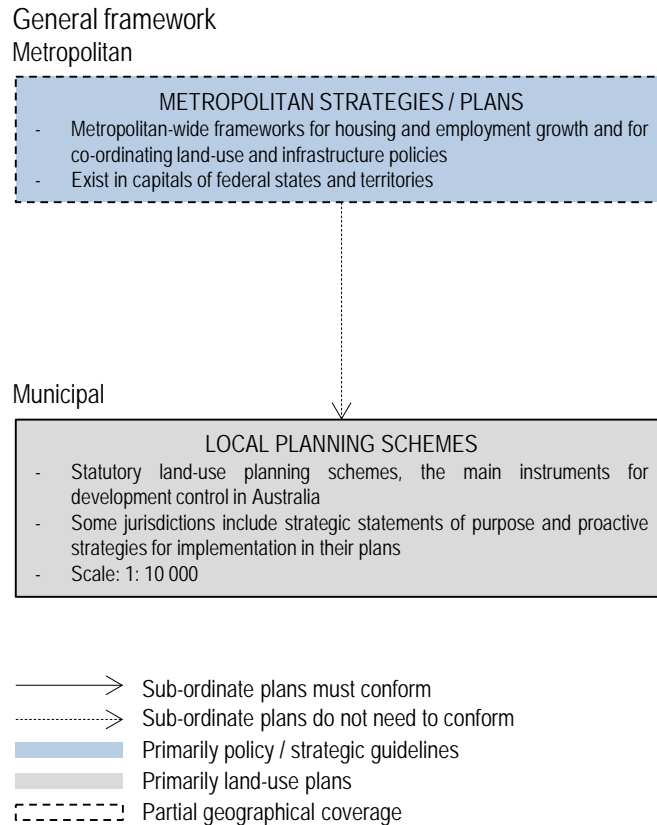 General framework
Metropolitan
METROPOLITAN STRATEGIES / PLANS
- Metropolitan-wide frameworks for housing and employment growth and for
co-ordinating land-use and infrastructure policies
- Exist in capitals of federal states and territories
Municipal
LOCAL PLANNING SCHEMES
- Statutory land-use planning schemes, the main instruments for
development control in Australia
- Some jurisdictions include strategic statements of purpose and proactive
strategies for implementation in their plans
- Scale: 1: 10 000
Sub-ordinate plans must conform
Sub-ordinate plans do not need to conform
Primarily policy / strategic guidelines
Primarily land-use plans
Partial geographical coverage